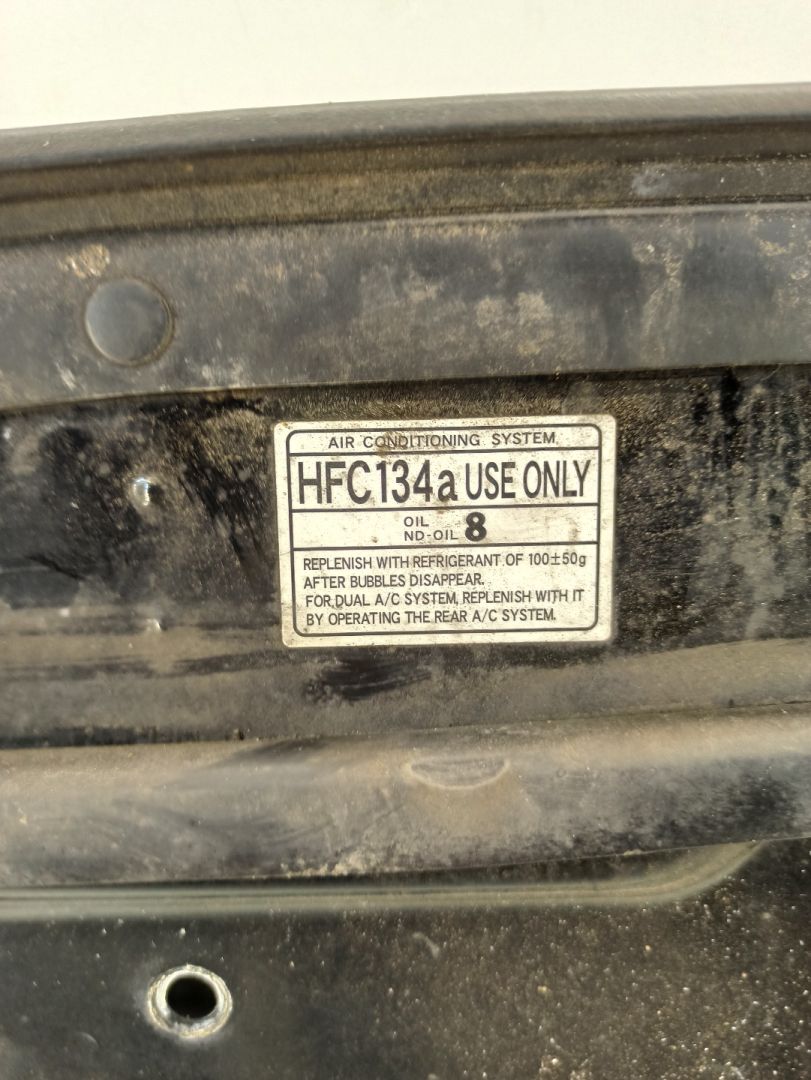 AIR CONDITIONING SYSTEM
HFC134a USE ONLY
OIL
ND-OIL 8
REPLENISH WITH REFRIGERANT OF 100±50g
AFTER BUBBLES DISAPPEAR.
FOR DUAL A/C SYSTEM, REPLENISH WITH IT
BY OPERATING THE REAR A/C SYSTEM.